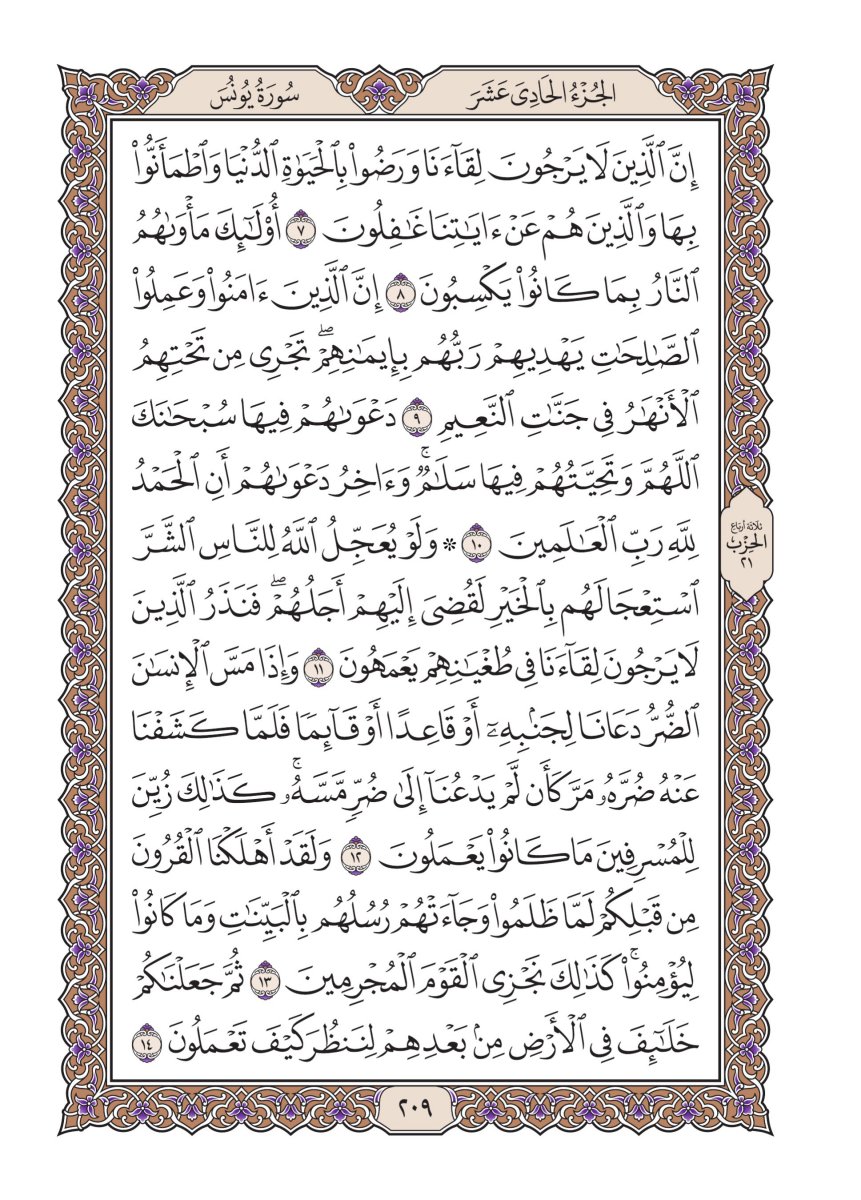 الجُزْءُ الحَادِى عَشَرَ
سُورَةُ يُونُسَ
إِنَّ ٱلَّذِينَ لَا يَرْجُونَ لِقَآءَنَا وَرَضُوا۟ بِٱلْحَيَوٰةِ ٱلدُّنْيَا وَٱطْمَأَنُّوا۟
بِهَا وَٱلَّذِينَ هُمْ عَنْ ءَايَٰتِنَا غَٰفِلُونَ ٧ أُو۟لَٰٓئِكَ مَأْوَىٰهُمُ
ٱلنَّارُ بِمَا كَانُوا۟ يَكْسِبُونَ ٨ إِنَّ ٱلَّذِينَ ءَامَنُوا۟ وَعَمِلُوا۟
ٱلصَّٰلِحَٰتِ يَهْدِيهِمْ رَبُّهُم بِإِيمَٰنِهِمْۖ تَجْرِى مِن تَحْتِهِمُ
ٱلْأَنْهَٰرُ فِى جَنَّٰتِ ٱلنَّعِيمِ ٩ دَعْوَىٰهُمْ فِيهَا سُبْحَٰنَكَ
ٱللَّهُمَّ وَتَحِيَّتُهُمْ فِيهَا سَلَٰمٌۚ وَءَاخِرُ دَعْوَىٰهُمْ أَنِ ٱلْحَمْدُ
لِلَّهِ رَبِّ ٱلْعَٰلَمِينَ ١٠ ۞ وَلَوْ يُعَجِّلُ ٱللَّهُ لِلنَّاسِ ٱلشَّرَّ
ٱسْتِعْجَالَهُم بِٱلْخَيْرِ لَقُضِىَ إِلَيْهِمْ أَجَلُهُمْۖ فَنَذَرُ ٱلَّذِينَ
لَا يَرْجُونَ لِقَآءَنَا فِى طُغْيَٰنِهِمْ يَعْمَهُونَ ١١ وَإِذَا مَسَّ ٱلْإِنسَٰنَ
ٱلضُّرُّ دَعَانَا لِجَنۢبِهِۦٓ أَوْ قَاعِدًا أَوْ قَآئِمًا فَلَمَّا كَشَفْنَا
عَنْهُ ضُرَّهُۥ مَرَّ كَأَن لَّمْ يَدْعُنَآ إِلَىٰ ضُرٍّ مَّسَّهُۥۚ كَذَٰلِكَ زُيِّنَ
لِلْمُسْرِفِينَ مَا كَانُوا۟ يَعْمَلُونَ ١٢ وَلَقَدْ أَهْلَكْنَا ٱلْقُرُونَ
مِن قَبْلِكُمْ لَمَّا ظَلَمُوا۟ وَجَآءَتْهُمْ رُسُلُهُم بِٱلْبَيِّنَٰتِ وَمَا كَانُوا۟
لِيُؤْمِنُوا۟ۚ كَذَٰلِكَ نَجْزِى ٱلْقَوْمَ ٱلْمُجْرِمِينَ ١٣ ثُمَّ جَعَلْنَٰكُمْ
خَلَٰٓئِفَ فِى ٱلْأَرْضِ مِنۢ بَعْدِهِمْ لِنَنظُرَ كَيْفَ تَعْمَلُونَ ١٤
ثلاثة أرباع
الحِزْبِ
٢١
٢٠٩